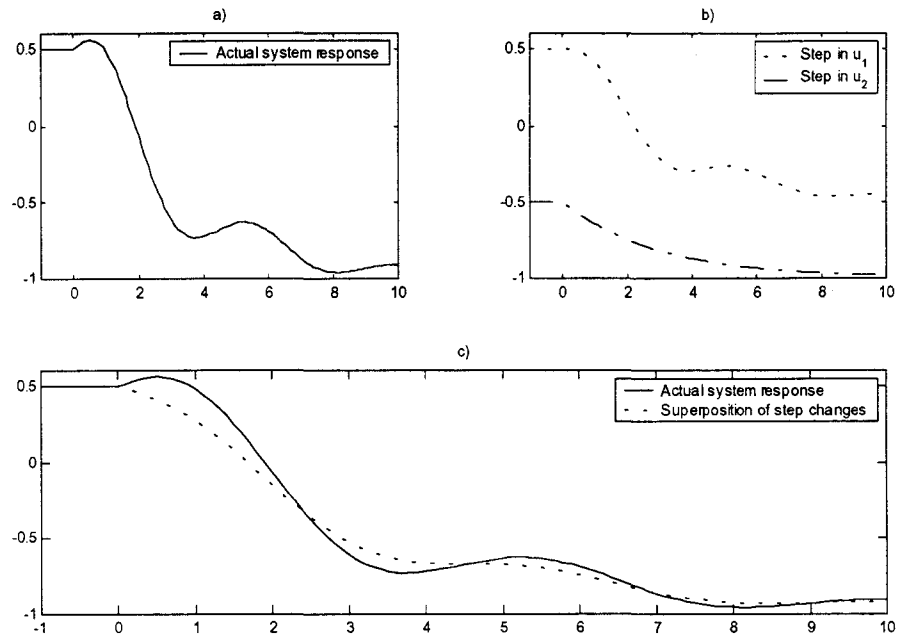 a)
Actual system response
0.5
0
-0.5
-1
0 2 4 6 8 10
b)
Step in u1
Step in u2
0.5
0
-0.5
-1
0 2 4 6 8 10
c)
Actual system response
Superposition of step changes
0.5
0
-0.5
-1
-1 0 1 2 3 4 5 6 7 8 9 10